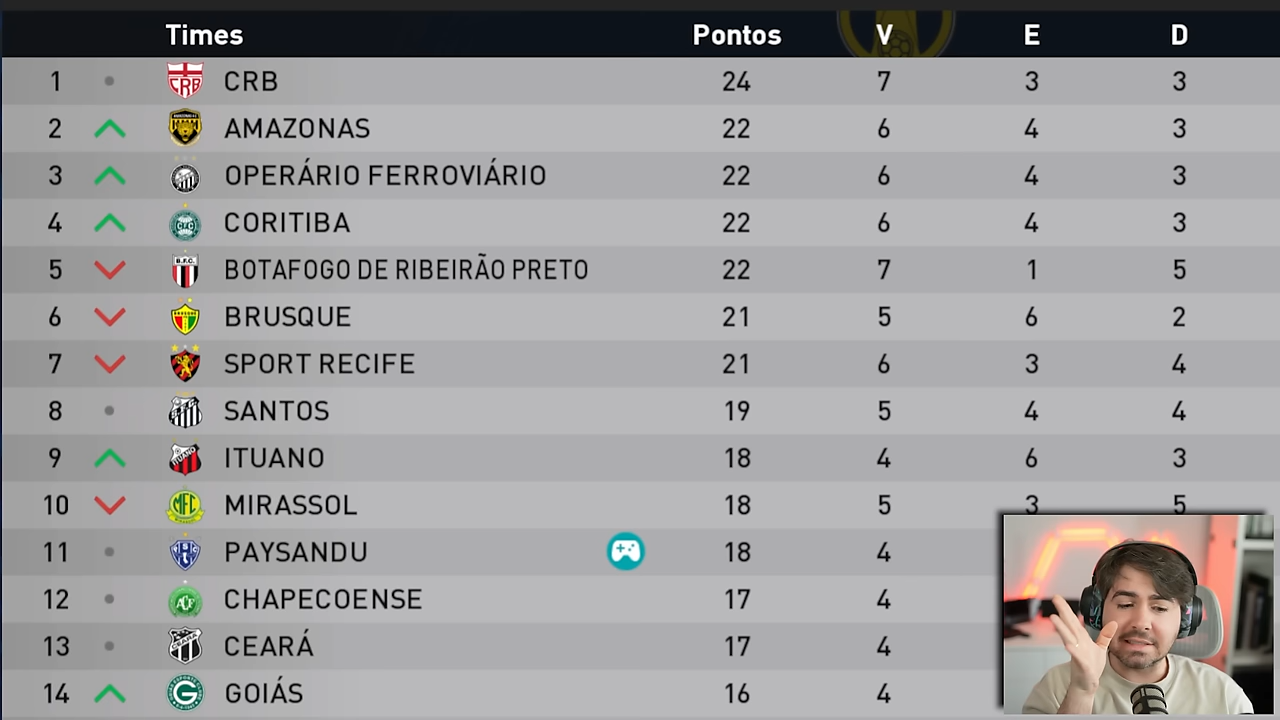 Times Pontos V E D
1 CRB 24 7 3 3
2 AMAZONAS 22 6 4 3
3 OPERÁRIO FERROVIÁRIO 22 6 4 3
4 CORITIBA 22 6 4 3
5 BOTAFOGO DE RIBEIRÃO PRETO 22 7 1 5
6 BRUSQUE 21 5 6 2
7 SPORT RECIFE 21 6 3 4
8 SANTOS 19 5 4 4
9 ITUANO 18 4 6 3
10 MIRASSOL 18 5 3 5
11 PAYSANDU 18 4
12 CHAPECOENSE 17 4
13 CEARÁ 17 4
14 GOIÁS 16 4